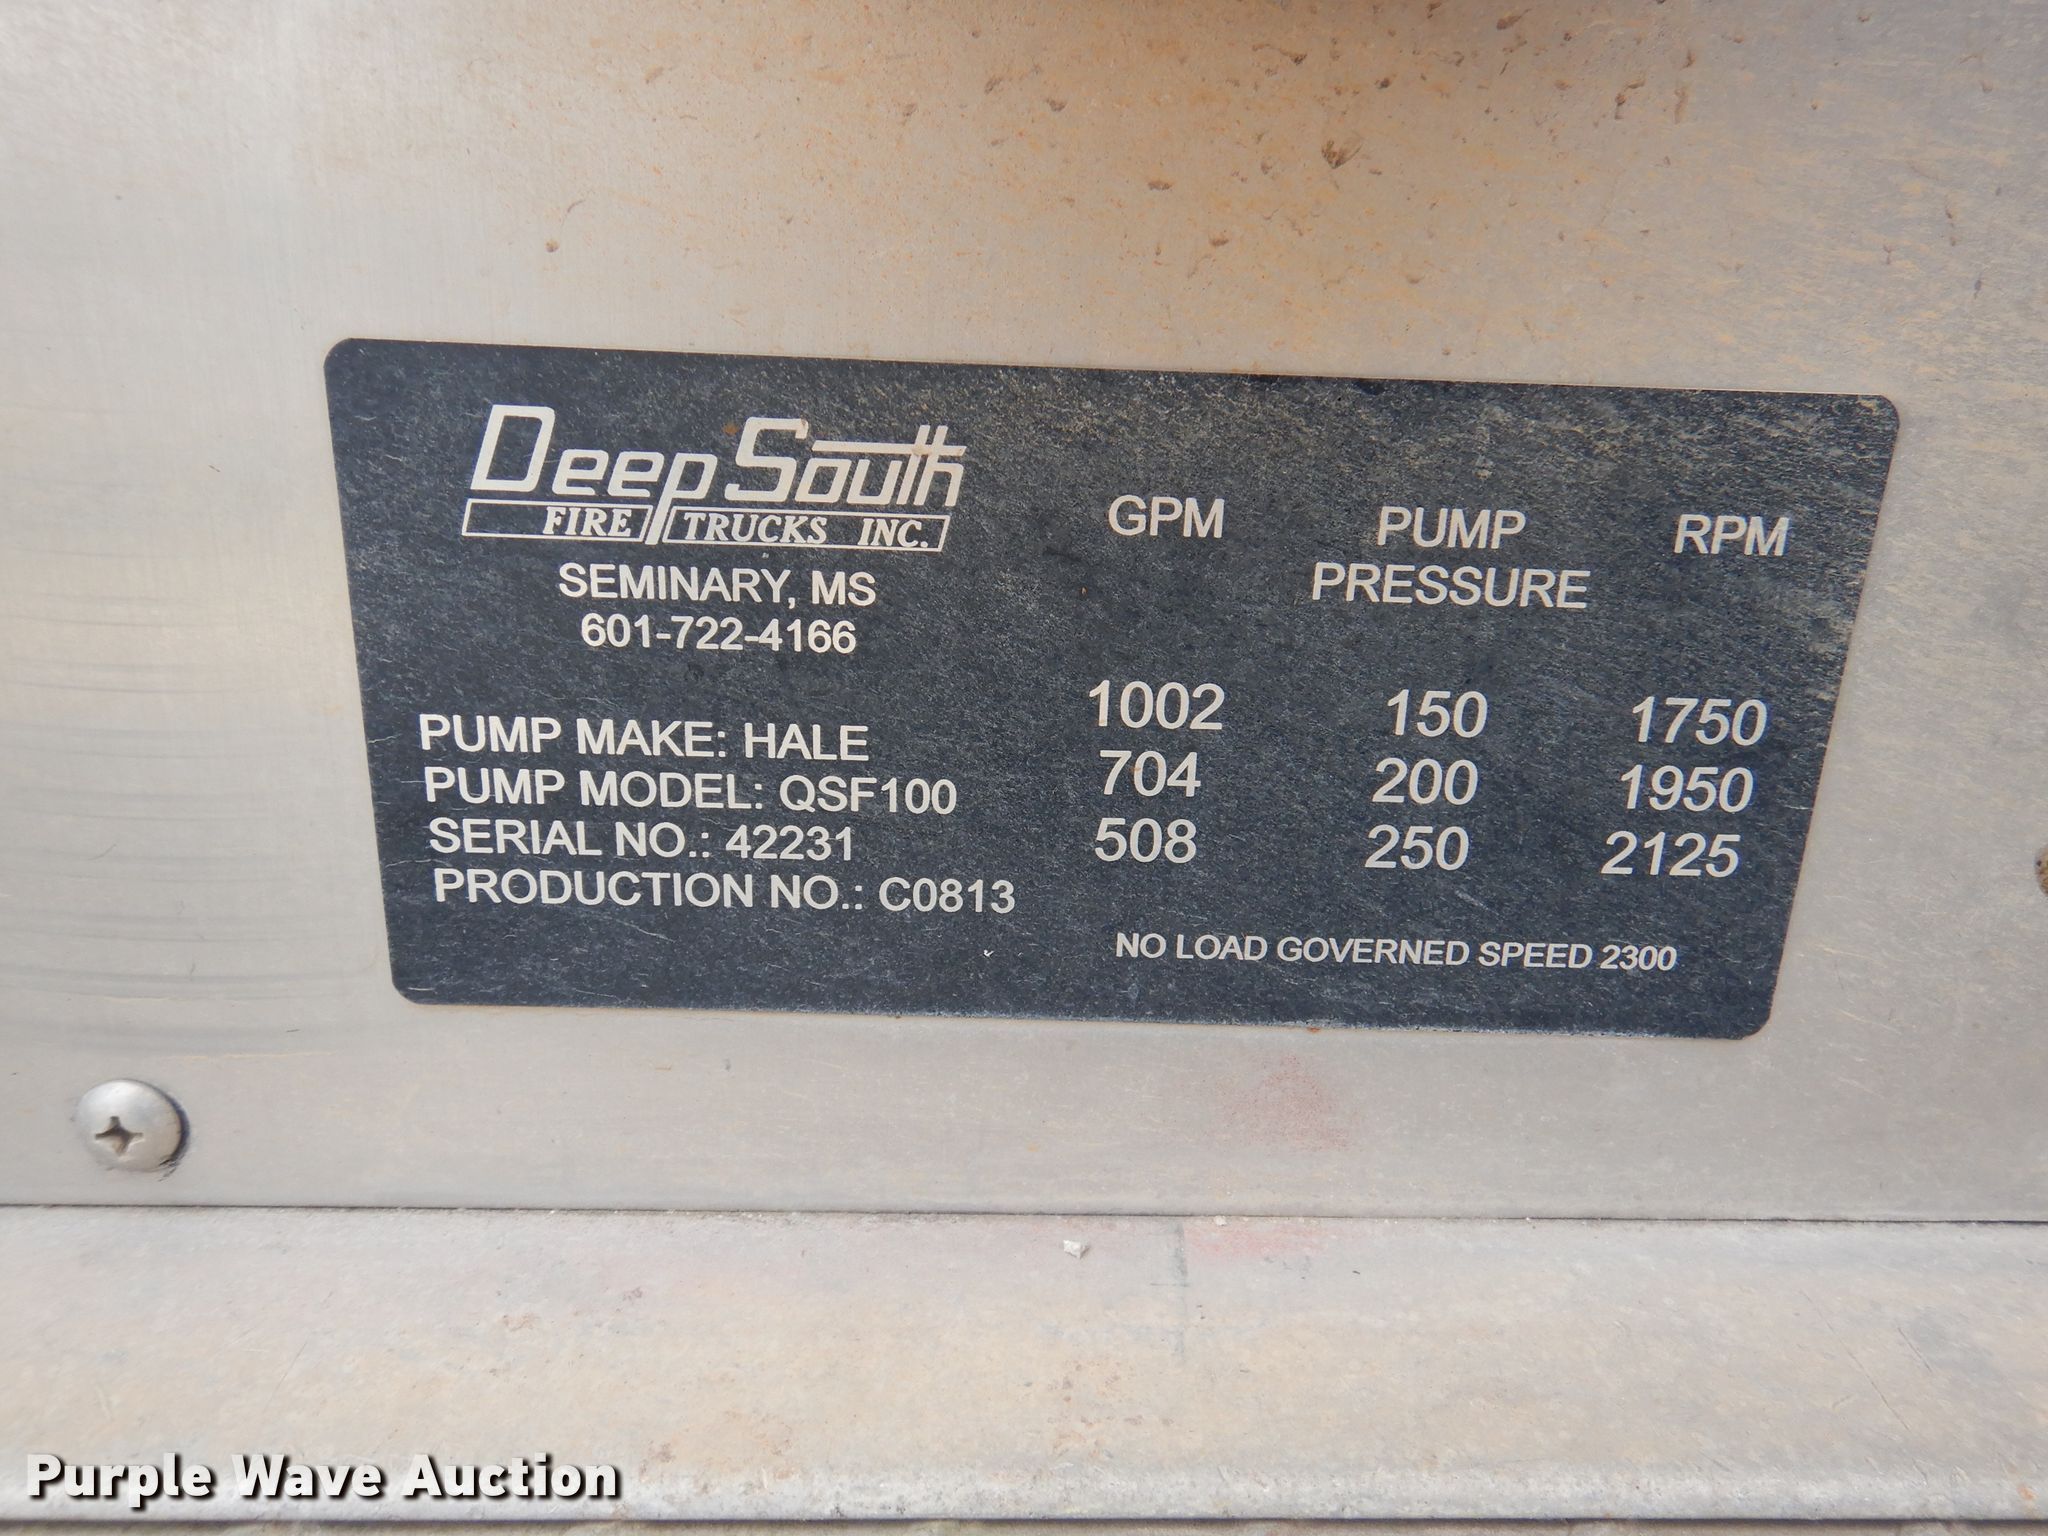 Deep South
FIRE TRUCKS INC.
SEMINARY, MS
601-722-4166
PUMP MAKE: HALE
PUMP MODEL: QSF100
SERIAL NO.: 42231
PRODUCTION NO.: C0813
GPM PUMP PRESSURE RPM
1002 150 1750
704 200 1950
508 250 2125
NO LOAD GOVERNED SPEED 2300
Purple Wave Auction